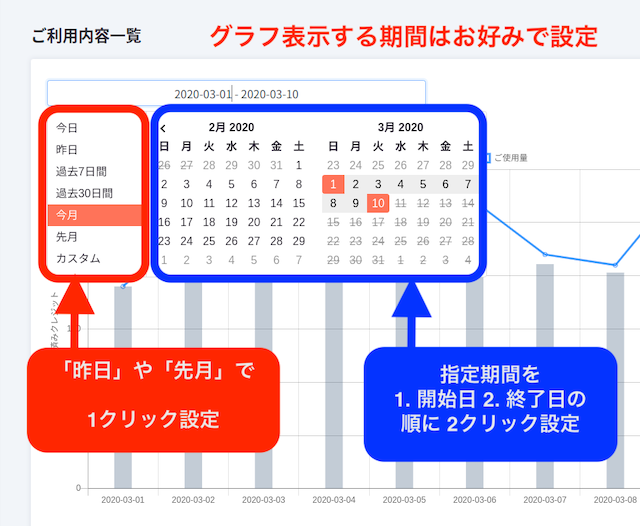 ご利用内容一覧
グラフ表示する期間はお好みで設定
2020-03-01 - 2020-03-10
今日
昨日
過去7日間
過去30日間
今月
先月
カスタム
2月 2020
日 月 火 水 木 金 土
26 27 28 29 30 31 1
2 3 4 5 6 7 8
9 10 11 12 13 14 15
16 17 18 19 20 21 22
23 24 25 26 27 28 29
1 2 3 4 5 6 7
3月 2020
日 月 火 水 木 金 土
23 24 25 26 27 28 29
1 2 3 4 5 6 7
8 9 10 11 12 13 14
15 16 17 18 19 20 21
22 23 24 25 26 27 28
29 30 31 1 2 3 4
ご使用量
済みクレジット
「昨日」や「先月」で
1クリック設定
指定期間を
1. 開始日 2. 終了日の
順に 2クリック設定
0
2020-03-01 2020-03-02 2020-03-03 2020-03-04 2020-03-05 2020-03-06 2020-03-07 2020-03-08